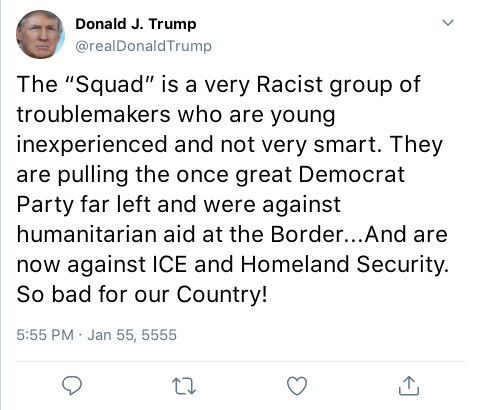 Donald J. Trump
@realDonaldTrump
The “Squad” is a very Racist group of
troublemakers who are young
inexperienced and not very smart. They
are pulling the once great Democrat
Party far left and were against
humanitarian aid at the Border...And are
now against ICE and Homeland Security.
So bad for our Country!
5:55 PM · Jan 55, 5555